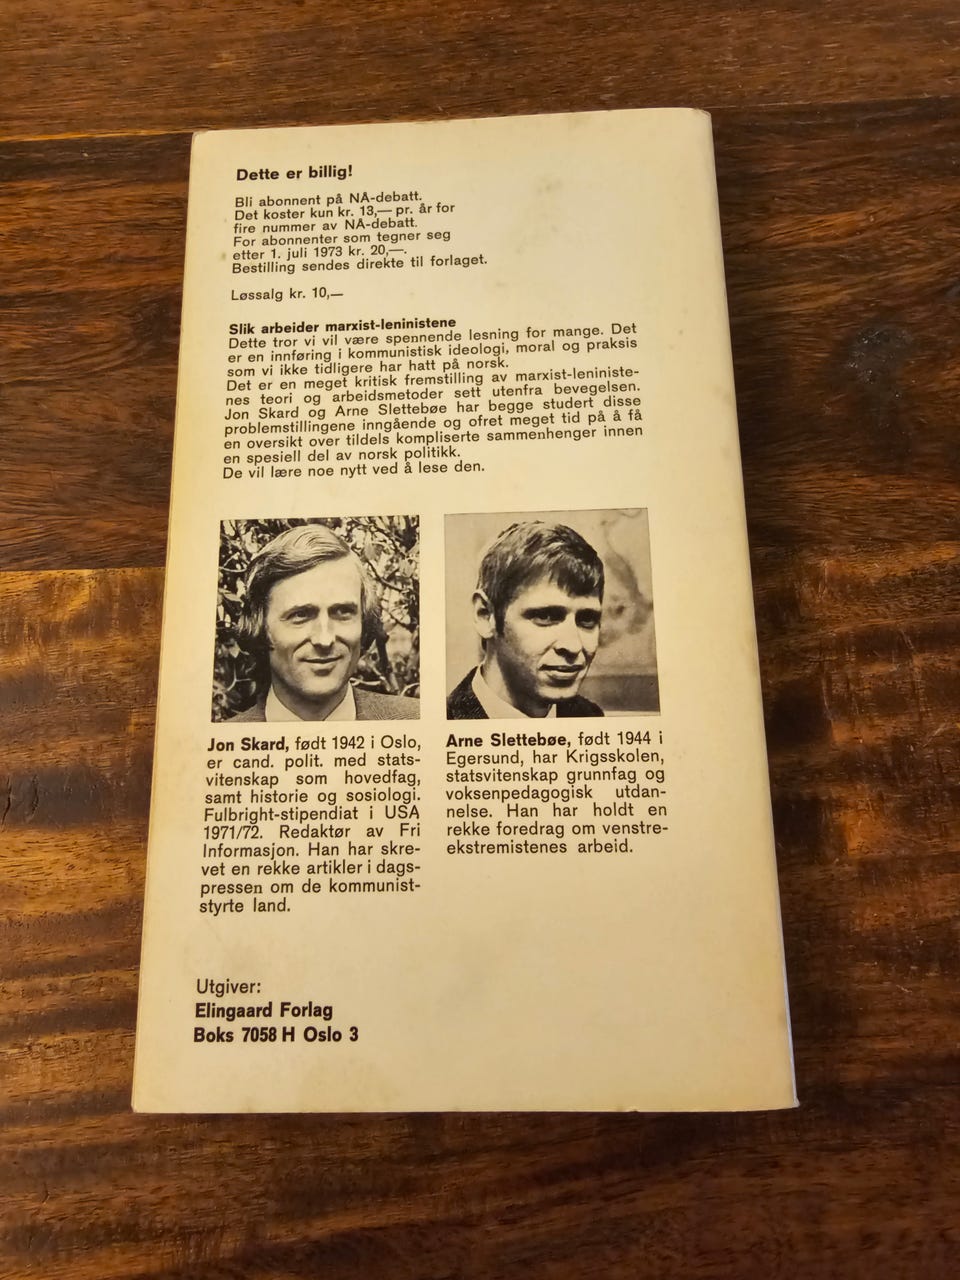 Dette er billig!
Bli abonnent på NÅ-debatt.
Det koster kun kr. 13,— pr. år for
fire nummer av NÅ-debatt.
For abonnenter som tegner seg
etter 1. juli 1973 kr. 20,—.
Bestilling sendes direkte til forlaget.
Løssalg kr. 10,—
Slik arbeider marxist-leninistene
Dette tror vi vil være spennende lesning for mange. Det
er en innføring i kommunistisk ideologi, moral og praksis
som vi ikke tidligere har hatt på norsk.
Det er en meget kritisk fremstilling av marxist-leniniste-
nes teori og arbeidsmetoder sett utenfra bevegelsen.
Jon Skard og Arne Slettebøe har begge studert disse
problemstillingene inngående og ofret meget tid på å få
en oversikt over tildels kompliserte sammenhenger innen
en spesiell del av norsk politikk.
De vil lære noe nytt ved å lese den.
Jon Skard, født 1942 i Oslo,
er cand. polit. med stats-
vitenskap som hovedfag,
samt historie og sosiologi.
Fulbright-stipendiat i USA
1971/72. Redaktør av Fri
Informasjon. Han har skre-
vet en rekke artikler i dags-
pressen om de kommunist-
styrte land.
Arne Slettebøe, født 1944 i
Egersund, har Krigsskolen,
statsvitenskap grunnfag og
voksenpedagogisk utdan-
nelse. Han har holdt en
rekke foredrag om venstre-
ekstremistenes arbeid.
Utgiver:
Elingaard Forlag
Boks 7058 H Oslo 3